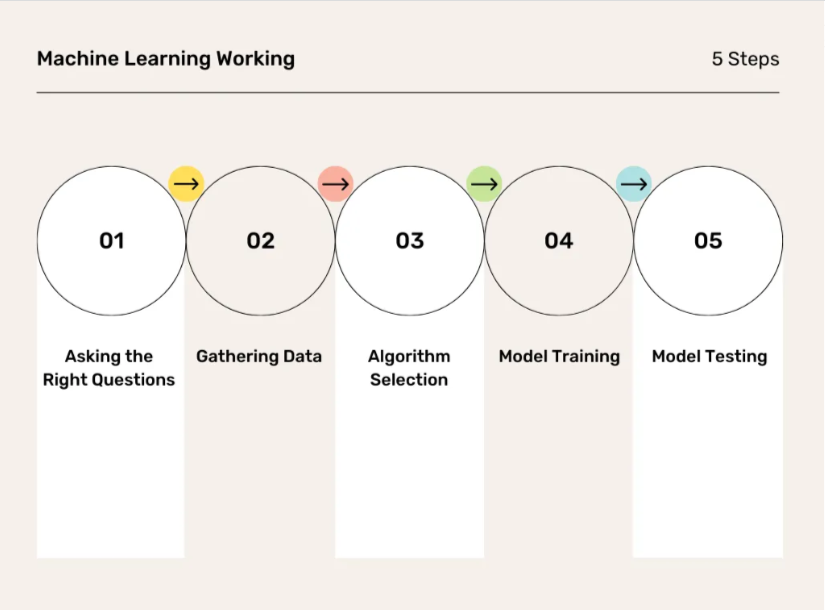 Machine Learning Working
5 Steps
01
02
03
04
05
Asking the
Right Questions
Gathering Data
Algorithm
Selection
Model Training
Model Testing